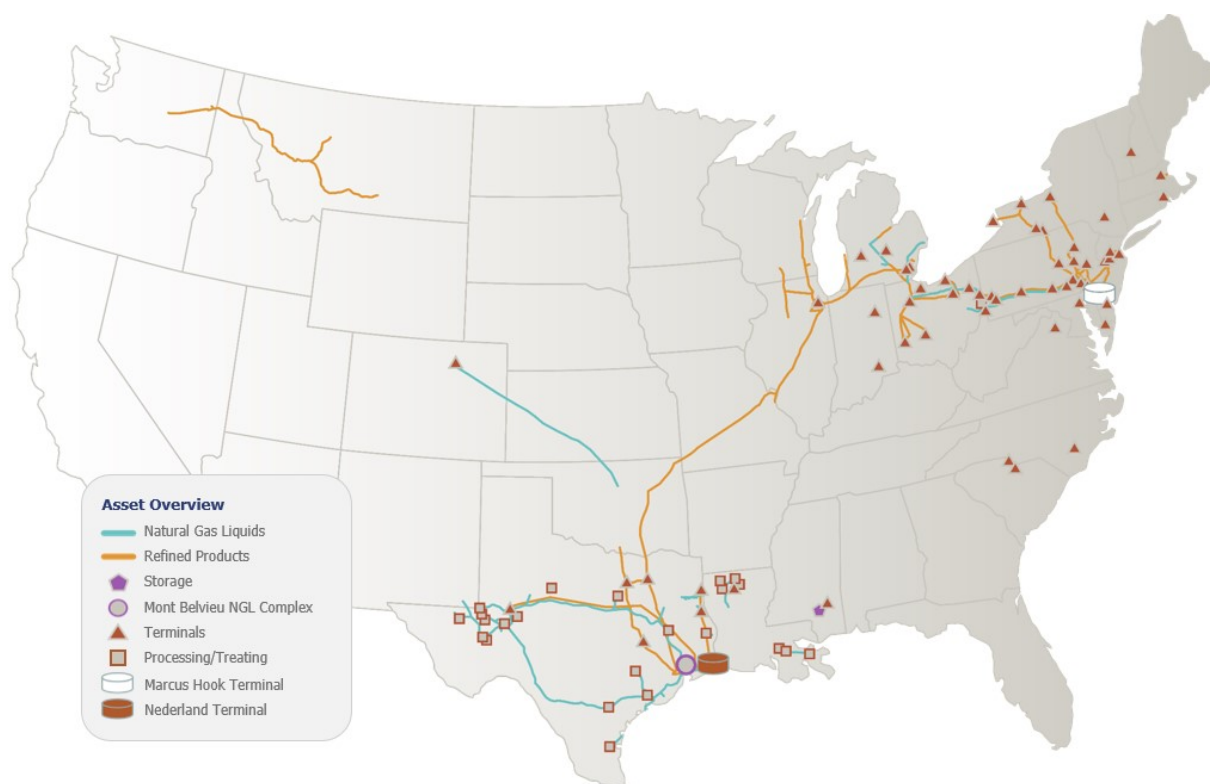 Asset Overview
Natural Gas Liquids
Refined Products
Storage
Mont Belvieu NGL Complex
Terminals
Processing/Treating
Marcus Hook Terminal
Nederland Terminal